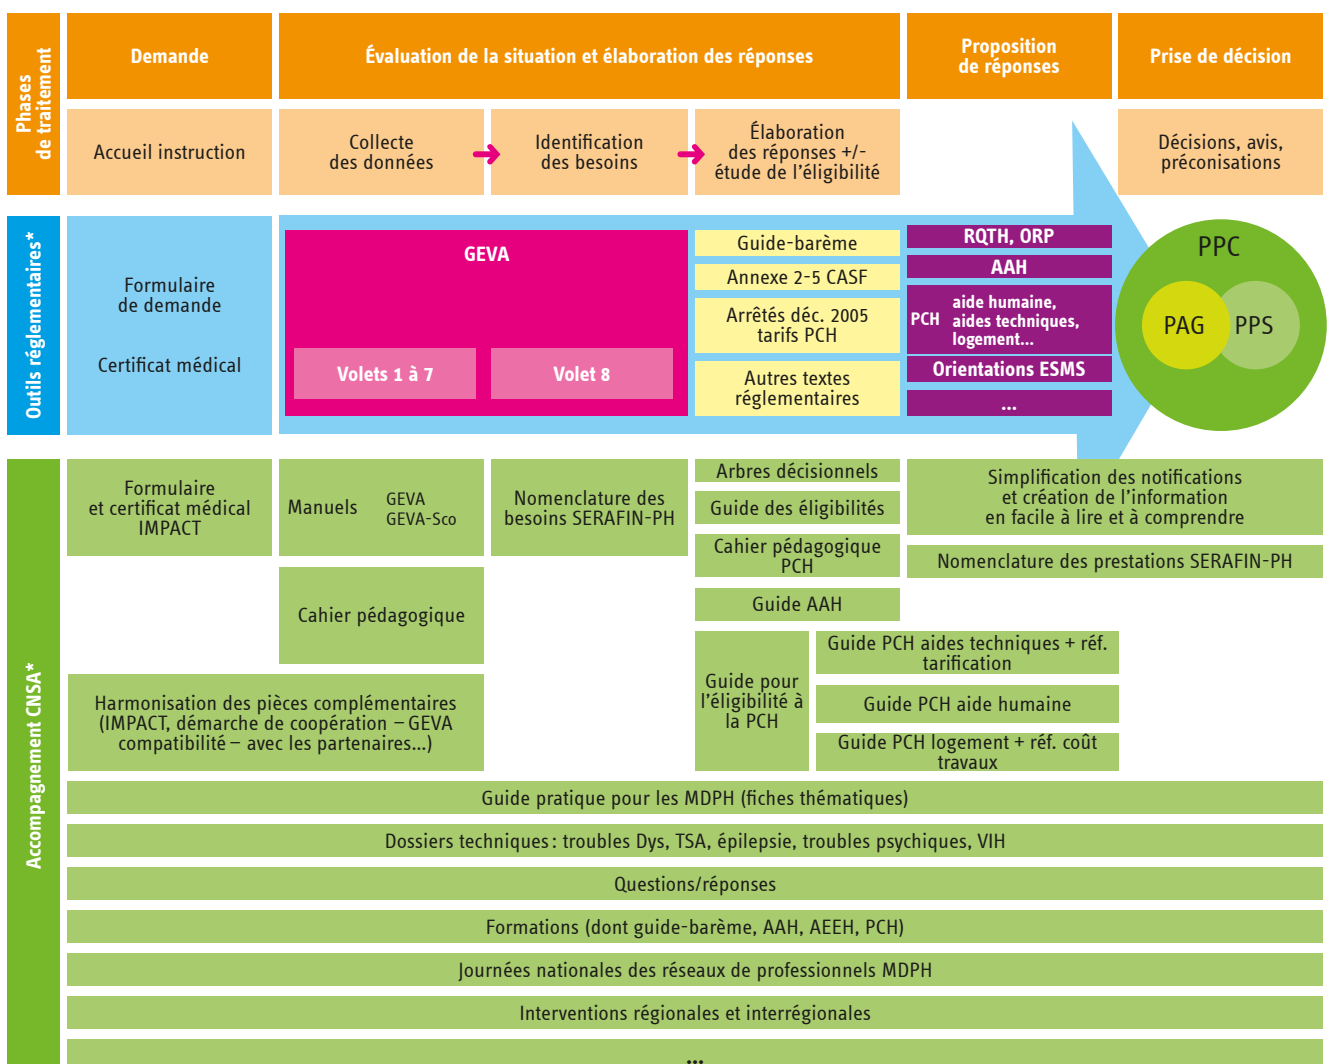 Phases
de traitement
Demande
Évaluation de la situation et élaboration des réponses
Proposition
de réponses
Prise de décision
Accueil instruction
Collecte
des données
Identification
des besoins
Élaboration
des réponses +/-
étude de l'éligibilité
Décisions, avis,
préconisations
Outils réglementaires*
Formulaire
de demande
Certificat médical
GEVA
Volets 1 à 7
Volet 8
Guide-barème
Annexe 2-5 CASF
Arrêtés déc. 2005
tarifs PCH
Autres textes
réglementaires
RQTH, ORP
AAH
PCH
aide humaine,
aides techniques,
logement...
Orientations ESMS
...
PPC
PAG
PPS
Accompagnement CNSA*
Formulaire
et certificat médical
IMPACT
Manuels
GEVA
GEVA-Sco
Nomenclature des
besoins SERAFIN-PH
Arbres décisionnels
Guide des éligibilités
Cahier pédagogique
PCH
Guide AAH
Simplification des notifications
et création de l'information
en facile à lire et à comprendre
Nomenclature des prestations SERAFIN-PH
Cahier pédagogique
Guide pour
l'éligibilité à
la PCH
Guide PCH aides techniques + réf.
tarification
Guide PCH aide humaine
Guide PCH logement + réf. coût
travaux
Harmonisation des pièces complémentaires
(IMPACT, démarche de coopération – GEVA
compatibilité – avec les partenaires...)
Guide pratique pour les MDPH (fiches thématiques)
Dossiers techniques : troubles Dys, TSA, épilepsie, troubles psychiques, VIH
Questions/réponses
Formations (dont guide-barème, AAH, AEEH, PCH)
Journées nationales des réseaux de professionnels MDPH
Interventions régionales et interrégionales
...